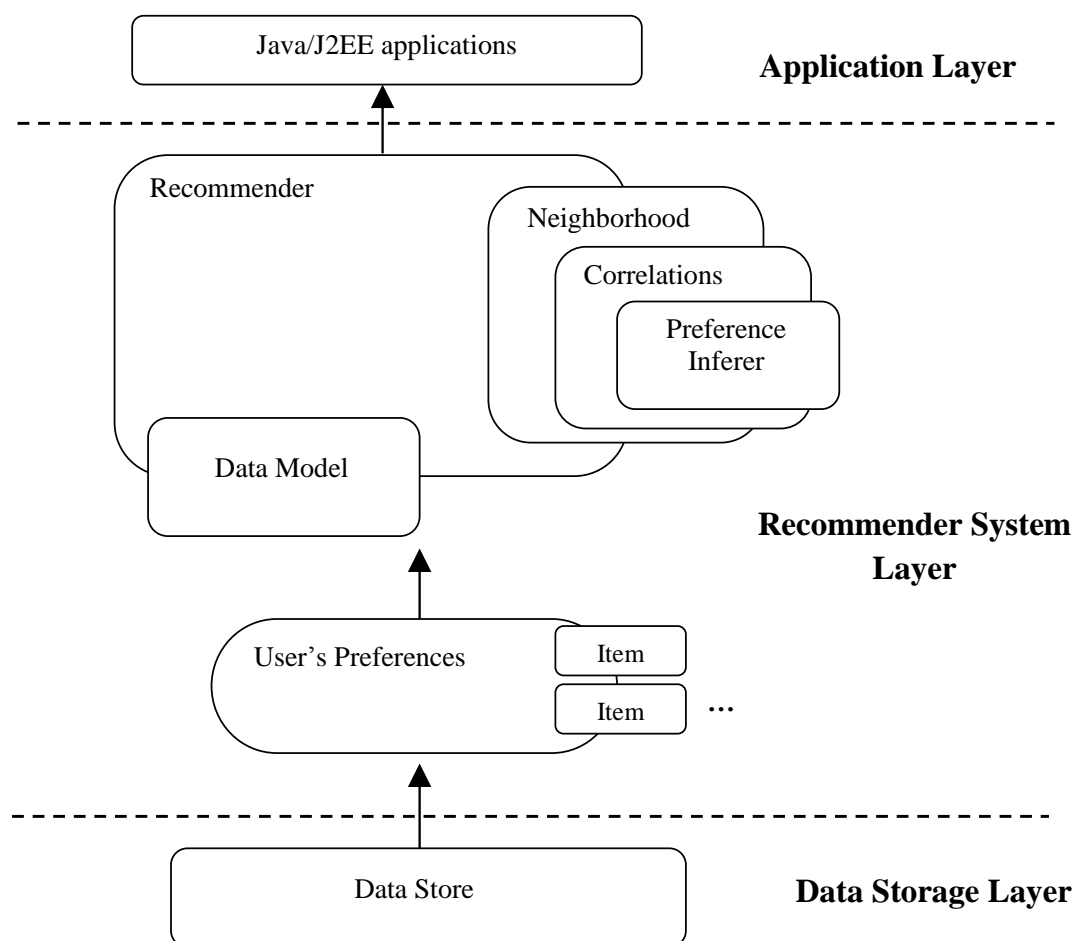 Java/J2EE applications
Application Layer
Recommender
Neighborhood
Correlations
Preference
Inferer
Data Model
Recommender System
Layer
User’s Preferences
Item
Item
...
Data Store
Data Storage Layer